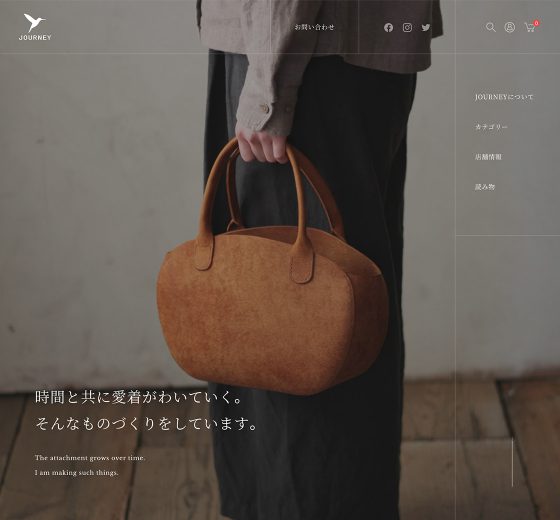 JOURNEY
お問い合わせ
0
JOURNEYについて
カテゴリー
店舗情報
読み物
時間と共に愛着がわいていく。
そんなものづくりをしています。
The attachment grows over time.
I am making such things.